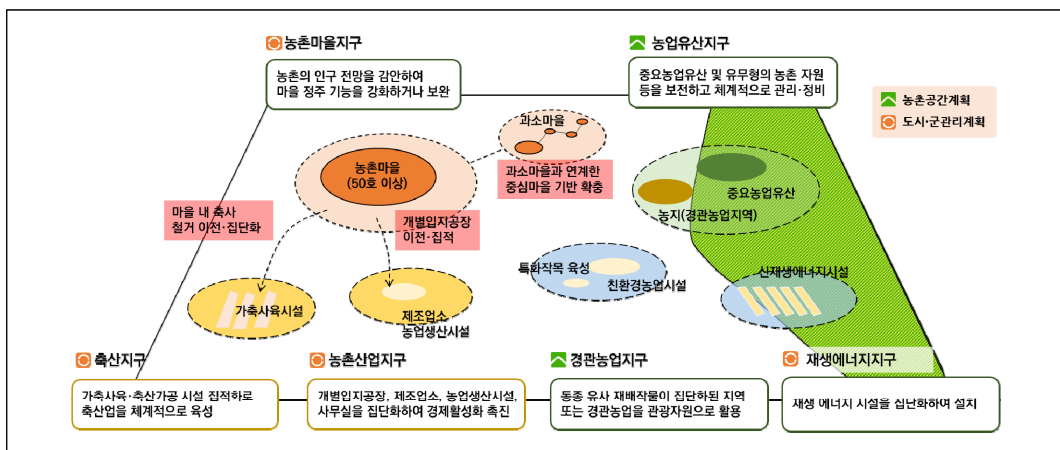 농촌마을지구
농촌의 인구 전망을 감안하여
마을 정주 기능을 강화하거나 보완
농업유산지구
중요농업유산 및 유무형의 농촌 자원
등을 보전하고 체계적으로 관리·정비
농촌공간계획
도시·군관리계획
과소마을
농촌마을
(50호 이상)
과소마을과 연계한
중심마을 기반 확충
중요농업유산
농지(경관농업지역)
마을 내 축사
철거 이전·집단화
개별입지공장
이전·집적
특화작목 육성
친환경농업시설
신재생에너지시설
가축사육시설
제조업소
농업생산시설
축산지구
가축사육·축산가공 시설 집적하로
축산업을 체계적으로 육성
농촌산업지구
개별입지공장, 제조업소, 농업생산시설,
사무실을 집단화하여 경제활성화 촉진
경관농업지구
동종 유사 재배작물이 집단화된 지역
또는 경관농업을 관광자원으로 활용
재생에너지지구
재생 에너지 시설을 집단화하여 설치